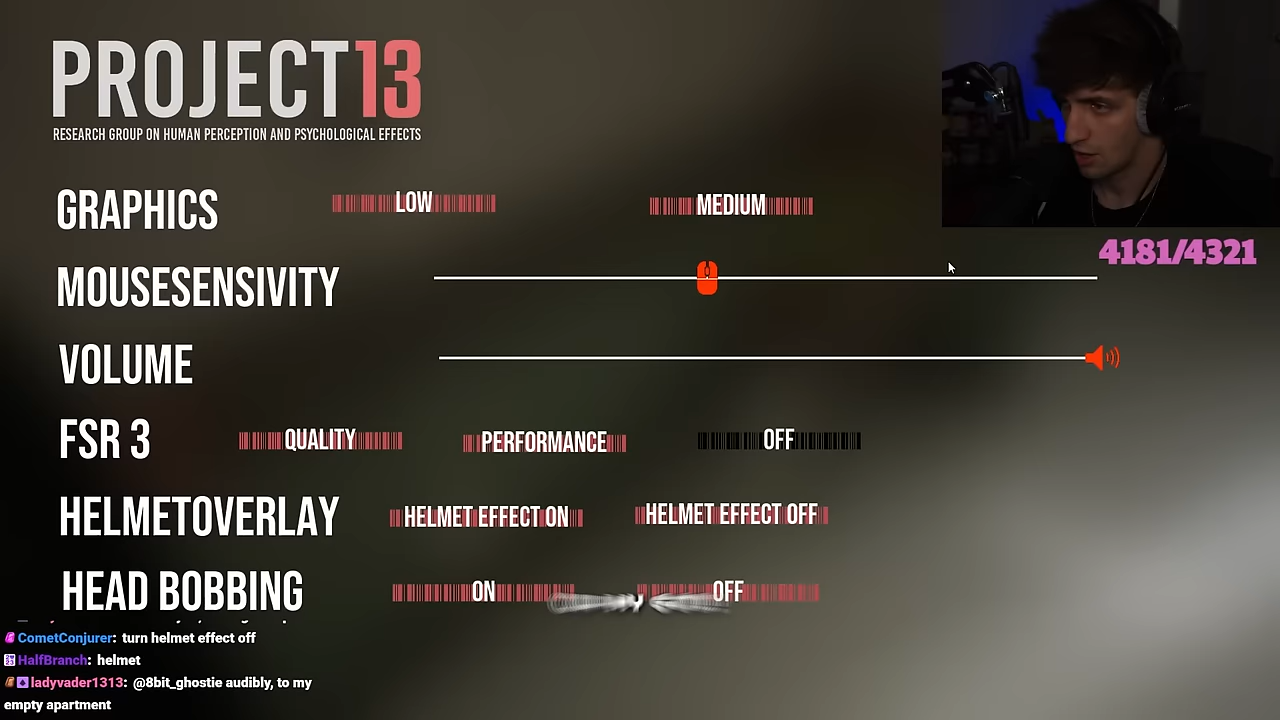 PROJECT13
RESEARCH GROUP ON HUMAN PERCEPTION AND PSYCHOLOGICAL EFFECTS
GRAPHICS LOW MEDIUM
4181/4321
MOUSESENSIVITY
VOLUME
FSR 3 QUALITY PERFORMANCE OFF
HELMETOVERLAY HELMET EFFECT ON HELMET EFFECT OFF
HEAD BOBBING ON OFF
CometConjurer: turn helmet effect off
HalfBranch: helmet
ladyvader1313: @8bit_ghostie audibly, to my
empty apartment